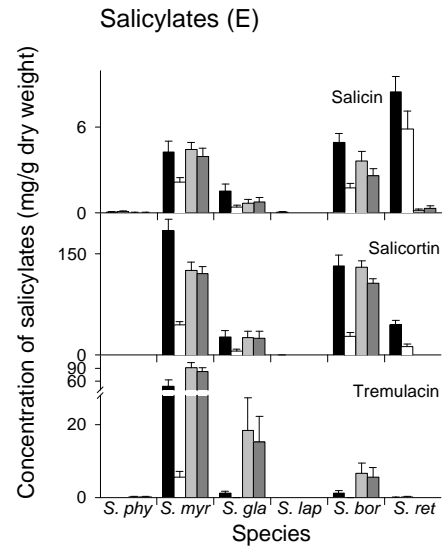 Salicylates (E)
Concentration of salicylates (mg/g dry weight)
Salicin
6
0
Salicortin
150
0
Tremulacin
90
60
20
0
S. phy S. myr S. gla S. lap S. bor S. ret
Species